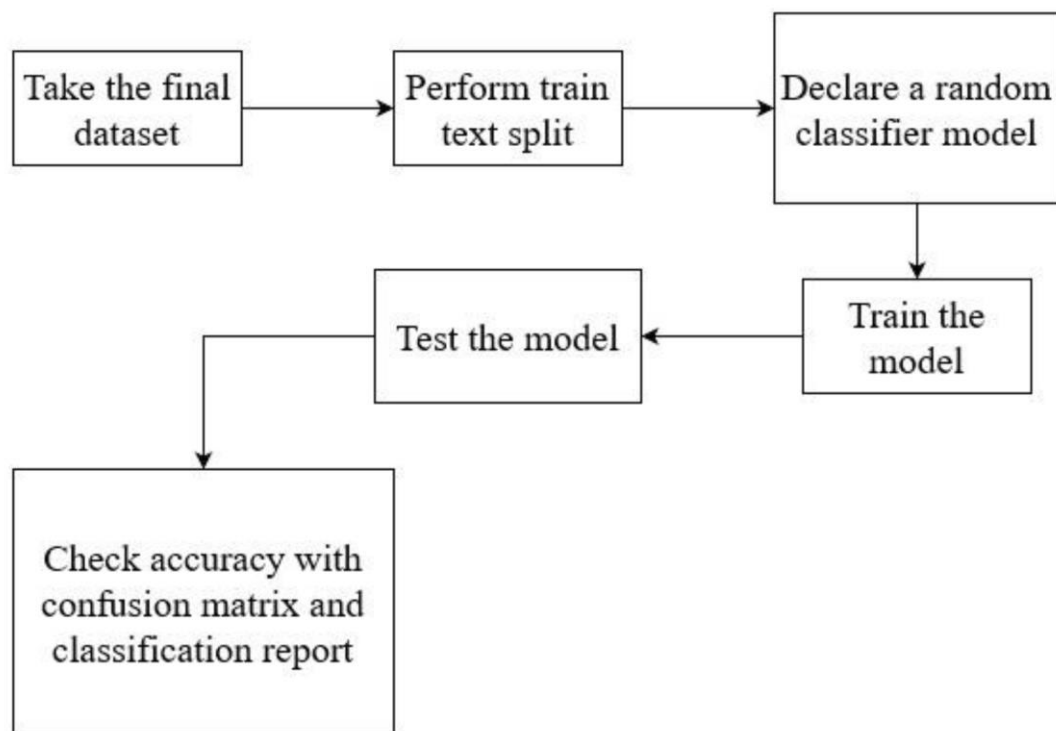 Take the final
dataset
Perform train
text split
Declare a random
classifier model
Train the
model
Test the model
Check accuracy with
confusion matrix and
classification report